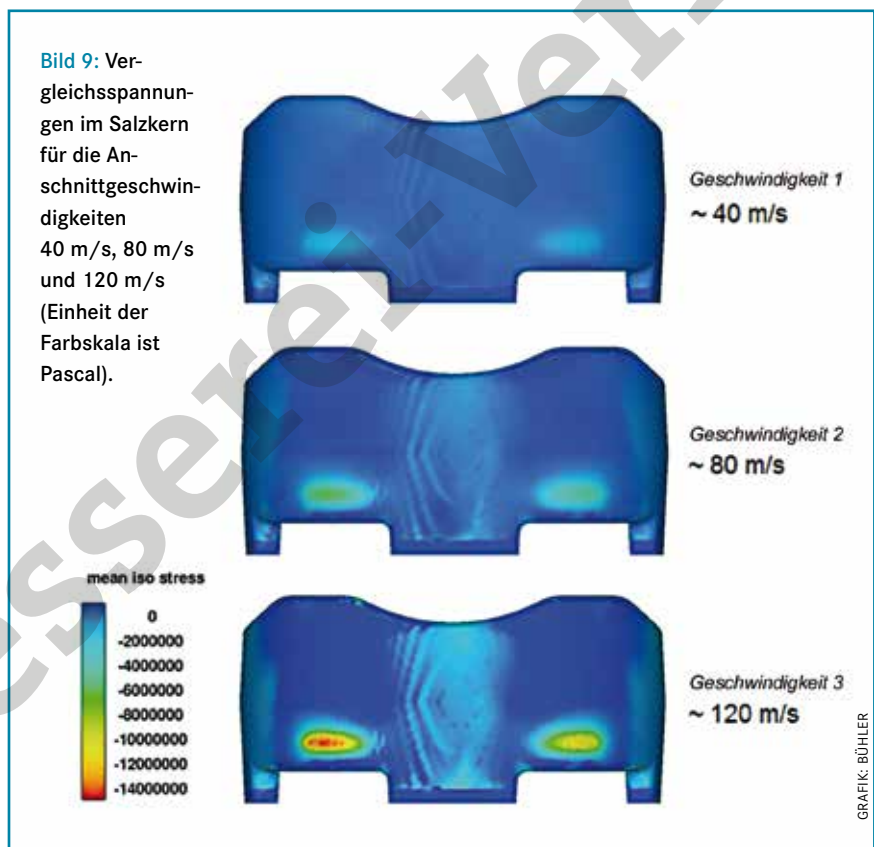 Bild 9: Ver-
gleichsspannun-
gen im Salzkern
für die An-
schnittgeschwin-
digkeiten
40 m/s, 80 m/s
und 120 m/s
(Einheit der
Farbskala ist
Pascal).
Geschwindigkeit 1
~ 40 m/s
Geschwindigkeit 2
~ 80 m/s
mean iso stress
0
-2000000
-4000000
-6000000
-8000000
-10000000
-12000000
-14000000
Geschwindigkeit 3
~ 120 m/s
GRAFIK: BÜHLER
esserei-Ver